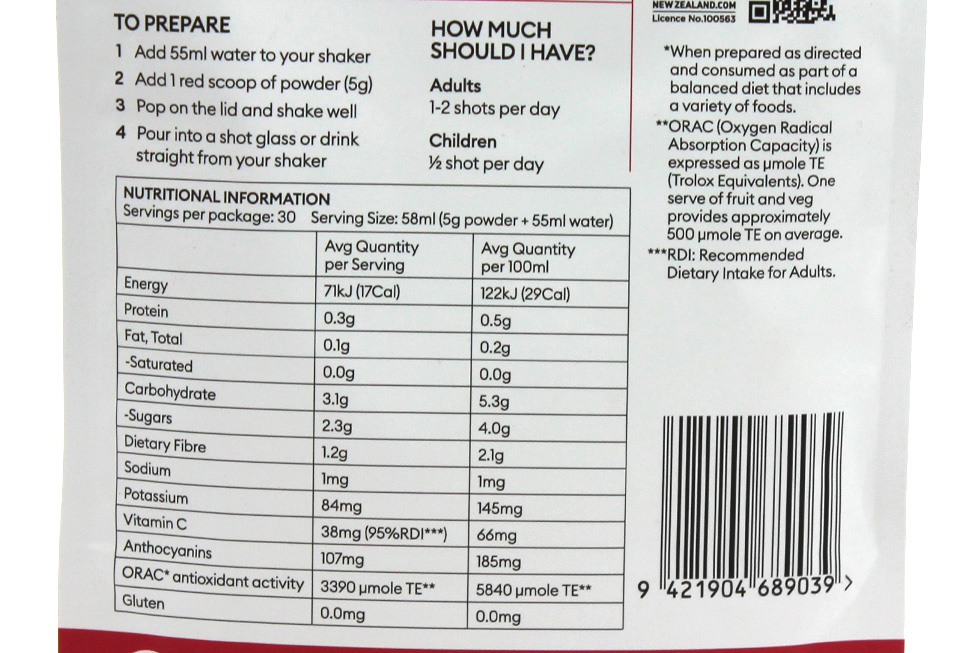 TO PREPARE
1 Add 55ml water to your shaker
2 Add 1 red scoop of powder (5g)
3 Pop on the lid and shake well
4 Pour into a shot glass or drink
straight from your shaker
HOW MUCH
SHOULD I HAVE?
Adults
1-2 shots per day
Children
½ shot per day
NEWZEALAND.COM
Licence No.100563
*When prepared as directed
and consumed as part of a
balanced diet that includes
a variety of foods.
**ORAC (Oxygen Radical
Absorption Capacity) is
expressed as µmole TE
(Trolox Equivalents). One
serve of fruit and veg
provides approximately
500 µmole TE on average.
***RDI: Recommended
Dietary Intake for Adults.
NUTRITIONAL INFORMATION
Servings per package: 30 Serving Size: 58ml (5g powder + 55ml water)
Avg Quantity per Serving Avg Quantity per 100ml
Energy 71kJ (17Cal) 122kJ (29Cal)
Protein 0.3g 0.5g
Fat, Total 0.1g 0.2g
-Saturated 0.0g 0.0g
Carbohydrate 3.1g 5.3g
-Sugars 2.3g 4.0g
Dietary Fibre 1.2g 2.1g
Sodium 1mg 1mg
Potassium 84mg 145mg
Vitamin C 38mg (95%RDI***) 66mg
Anthocyanins 107mg 185mg
ORAC* antioxidant activity 3390 µmole TE** 5840 µmole TE**
Gluten 0.0mg 0.0mg
9 421904 689039 >